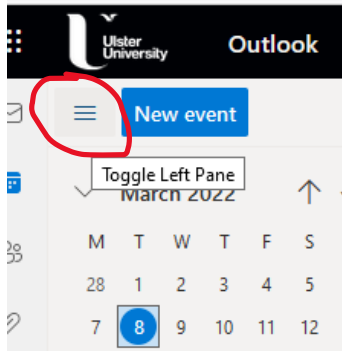 Ulster
University
Outlook
New event
Toggle Left Pane
March 2022
M T W T F S
28 1 2 3 4 5
7 8 9 10 11 12